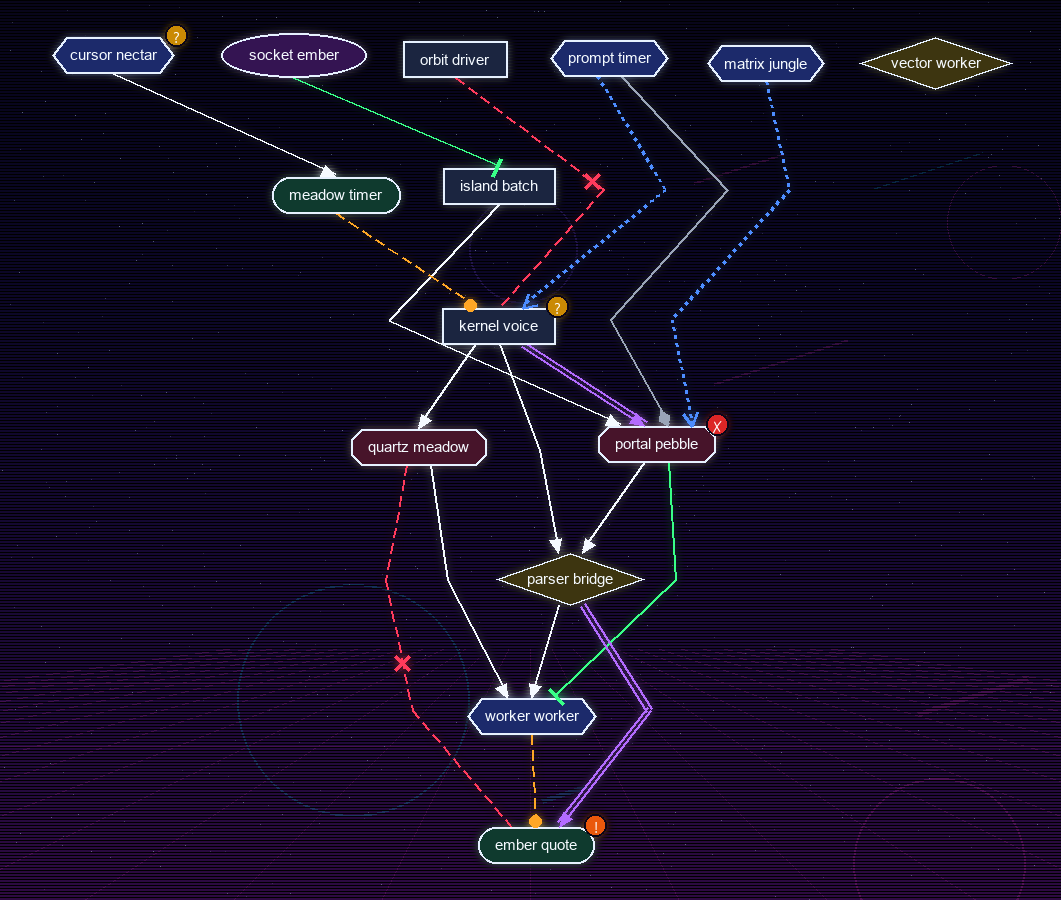 cursor nectar
?
socket ember
orbit driver
prompt timer
matrix jungle
vector worker
meadow timer
island batch
kernel voice
?
quartz meadow
portal pebble
X
parser bridge
worker worker
ember quote
!